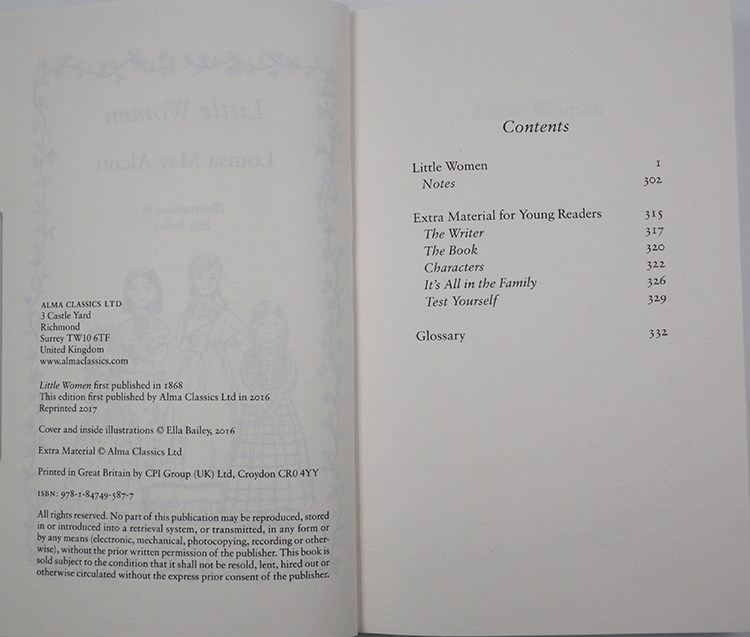 ALMA CLASSICS LTD
3 Castle Yard
Richmond
Surrey TW10 6TF
United Kingdom
www.almaclassics.com
Little Women first published in 1868
This edition first published by Alma Classics Ltd in 2016
Reprinted 2017
Cover and inside illustrations © Ella Bailey, 2016
Extra Material © Alma Classics Ltd
Printed in Great Britain by CPI Group (UK) Ltd, Croydon CR0 4YY
ISBN: 978-1-84749-587-7
All rights reserved. No part of this publication may be reproduced, stored
in or introduced into a retrieval system, or transmitted, in any form or
by any means (electronic, mechanical, photocopying, recording or other-
wise), without the prior written permission of the publisher. This book is
sold subject to the condition that it shall not be resold, lent, hired out or
otherwise circulated without the express prior consent of the publisher.
Contents
Little Women 1
Notes 302
Extra Material for Young Readers 315
The Writer 317
The Book 320
Characters 322
It's All in the Family 326
Test Yourself 329
Glossary 332